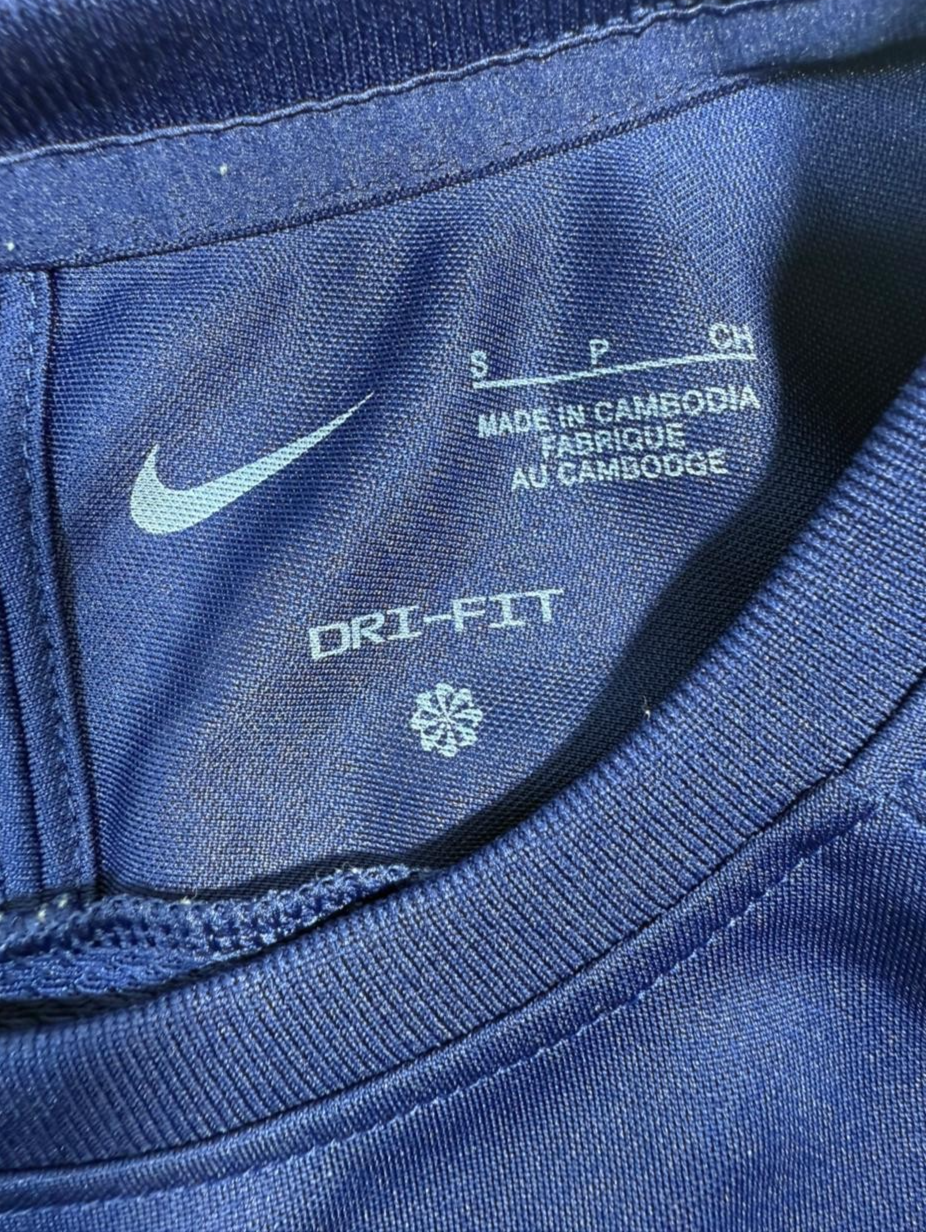 S P CH
MADE IN CAMBODIA
FABRIQUE
AU CAMBODGE
DRI-FIT